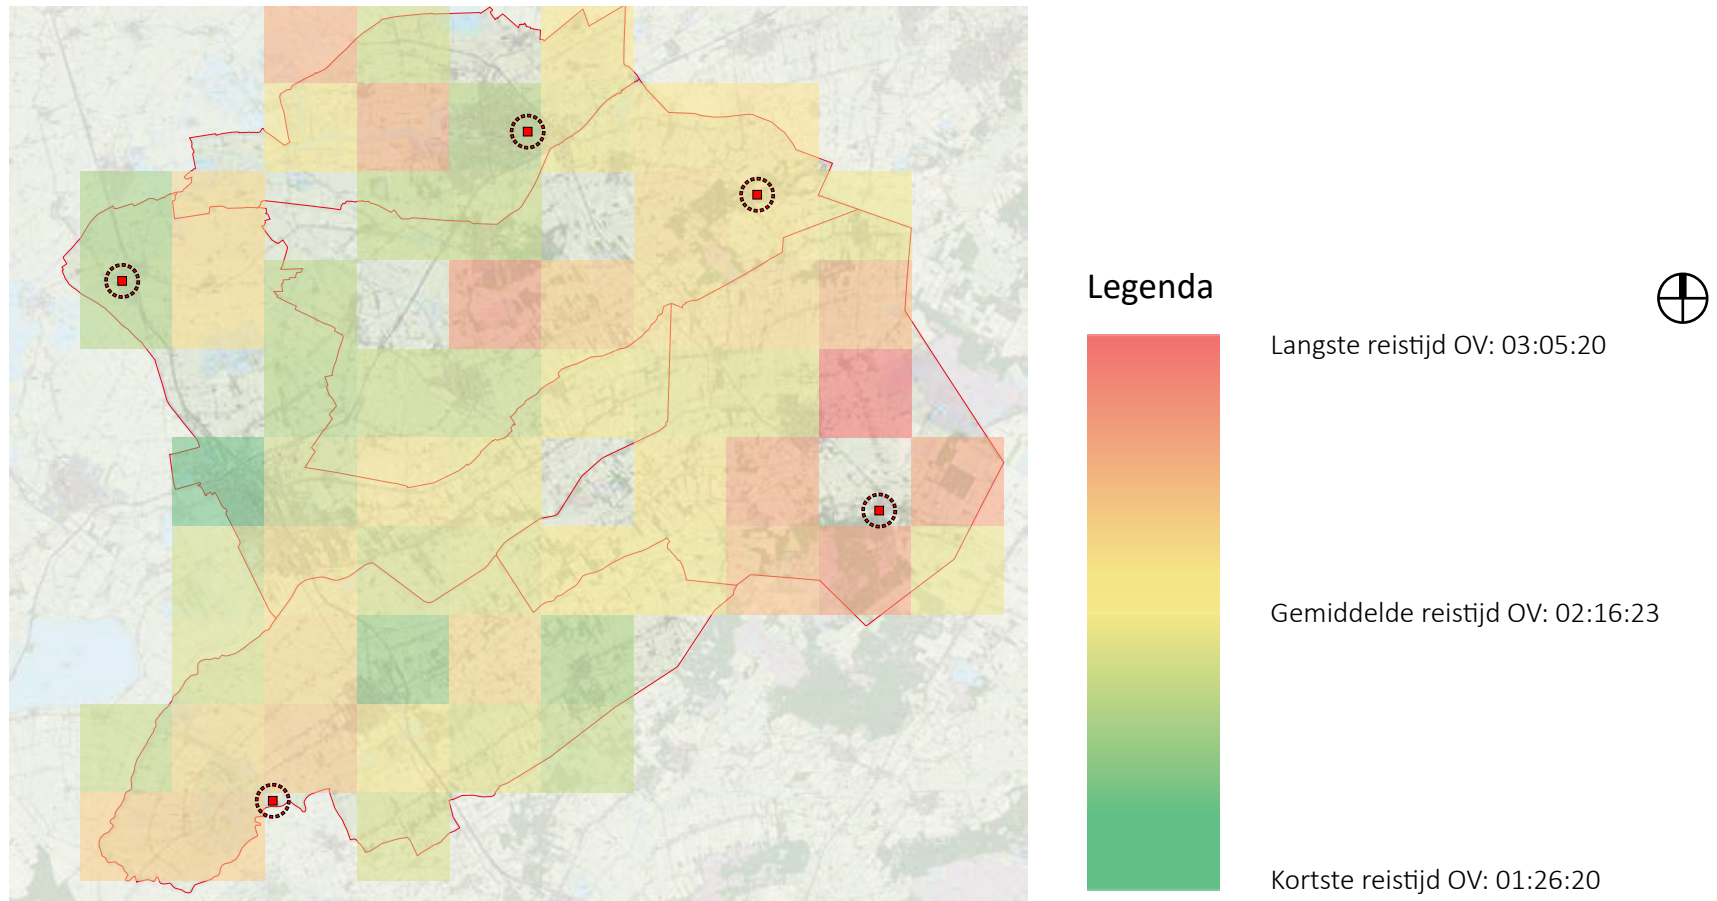 Legenda
Langste reistijd OV: 03:05:20
Gemiddelde reistijd OV: 02:16:23
Kortste reistijd OV: 01:26:20